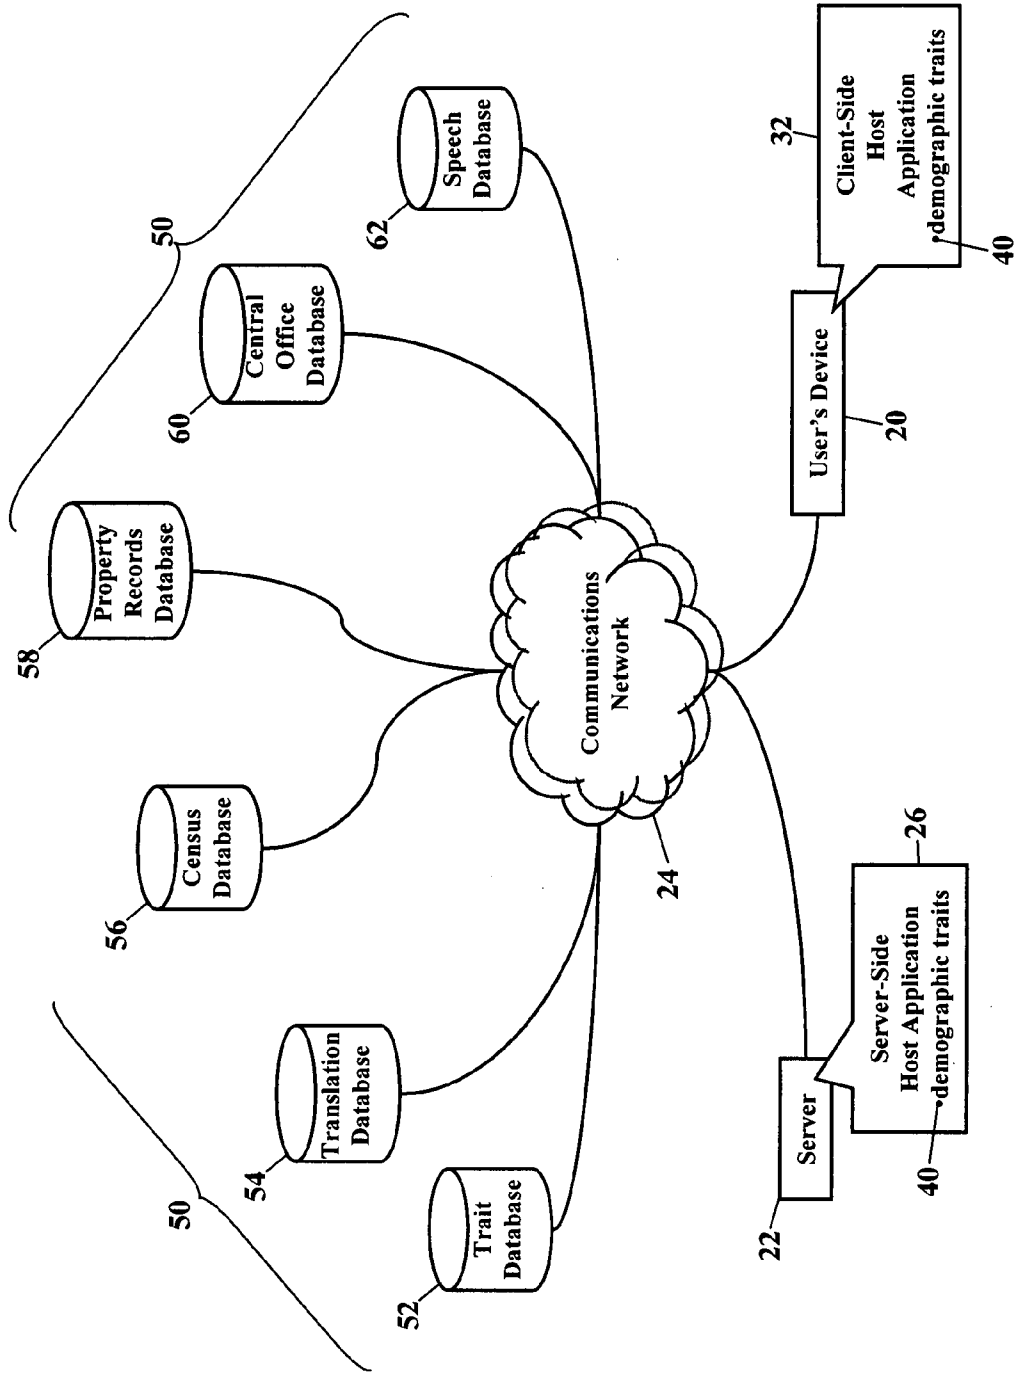 50
50
52
Trait
Database
54
Translation
Database
56
Census
Database
58
Property
Records
Database
60
Central
Office
Database
62
Speech
Database
Communications
Network
24
22
Server
Server-Side
Host Application
•demographic traits
26
40
User's Device
20
Client-Side
Host
Application
•demographic traits
32
40